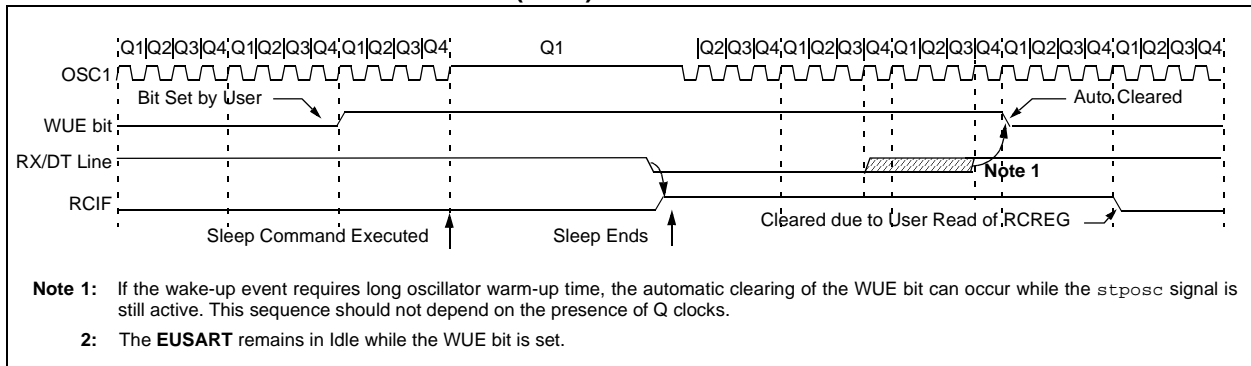 Q1|Q2|Q3|Q4 Q1|Q2|Q3|Q4 Q1|Q2|Q3|Q4 Q1 |Q2|Q3|Q4 Q1|Q2|Q3|Q4 Q1|Q2|Q3|Q4 Q1|Q2|Q3|Q4 Q1|Q2|Q3|Q4
OSC1
Bit Set by User
Auto Cleared
WUE bit
RX/DT Line
Note 1
RCIF
Cleared due to User Read of RCREG
Sleep Command Executed
Sleep Ends
Note 1: If the wake-up event requires long oscillator warm-up time, the automatic clearing of the WUE bit can occur while the stposc signal is
still active. This sequence should not depend on the presence of Q clocks.
2: The EUSART remains in Idle while the WUE bit is set.